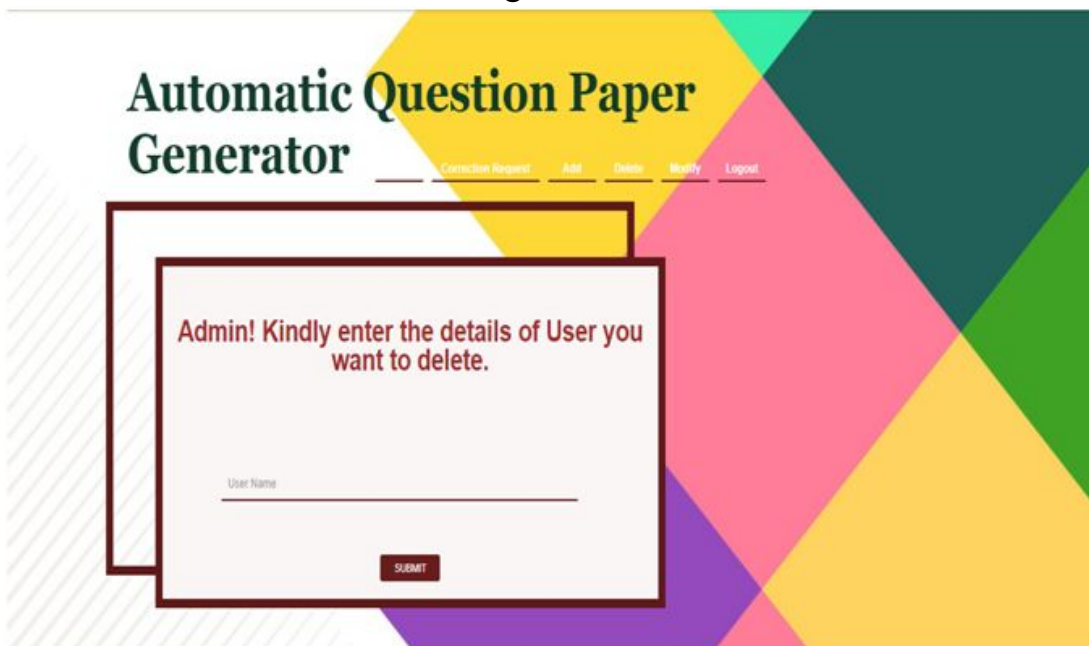 Automatic Question Paper
Generator
Correction Request Add Delete Modify Logout
Admin! Kindly enter the details of User you
want to delete.
User Name
SUBMIT